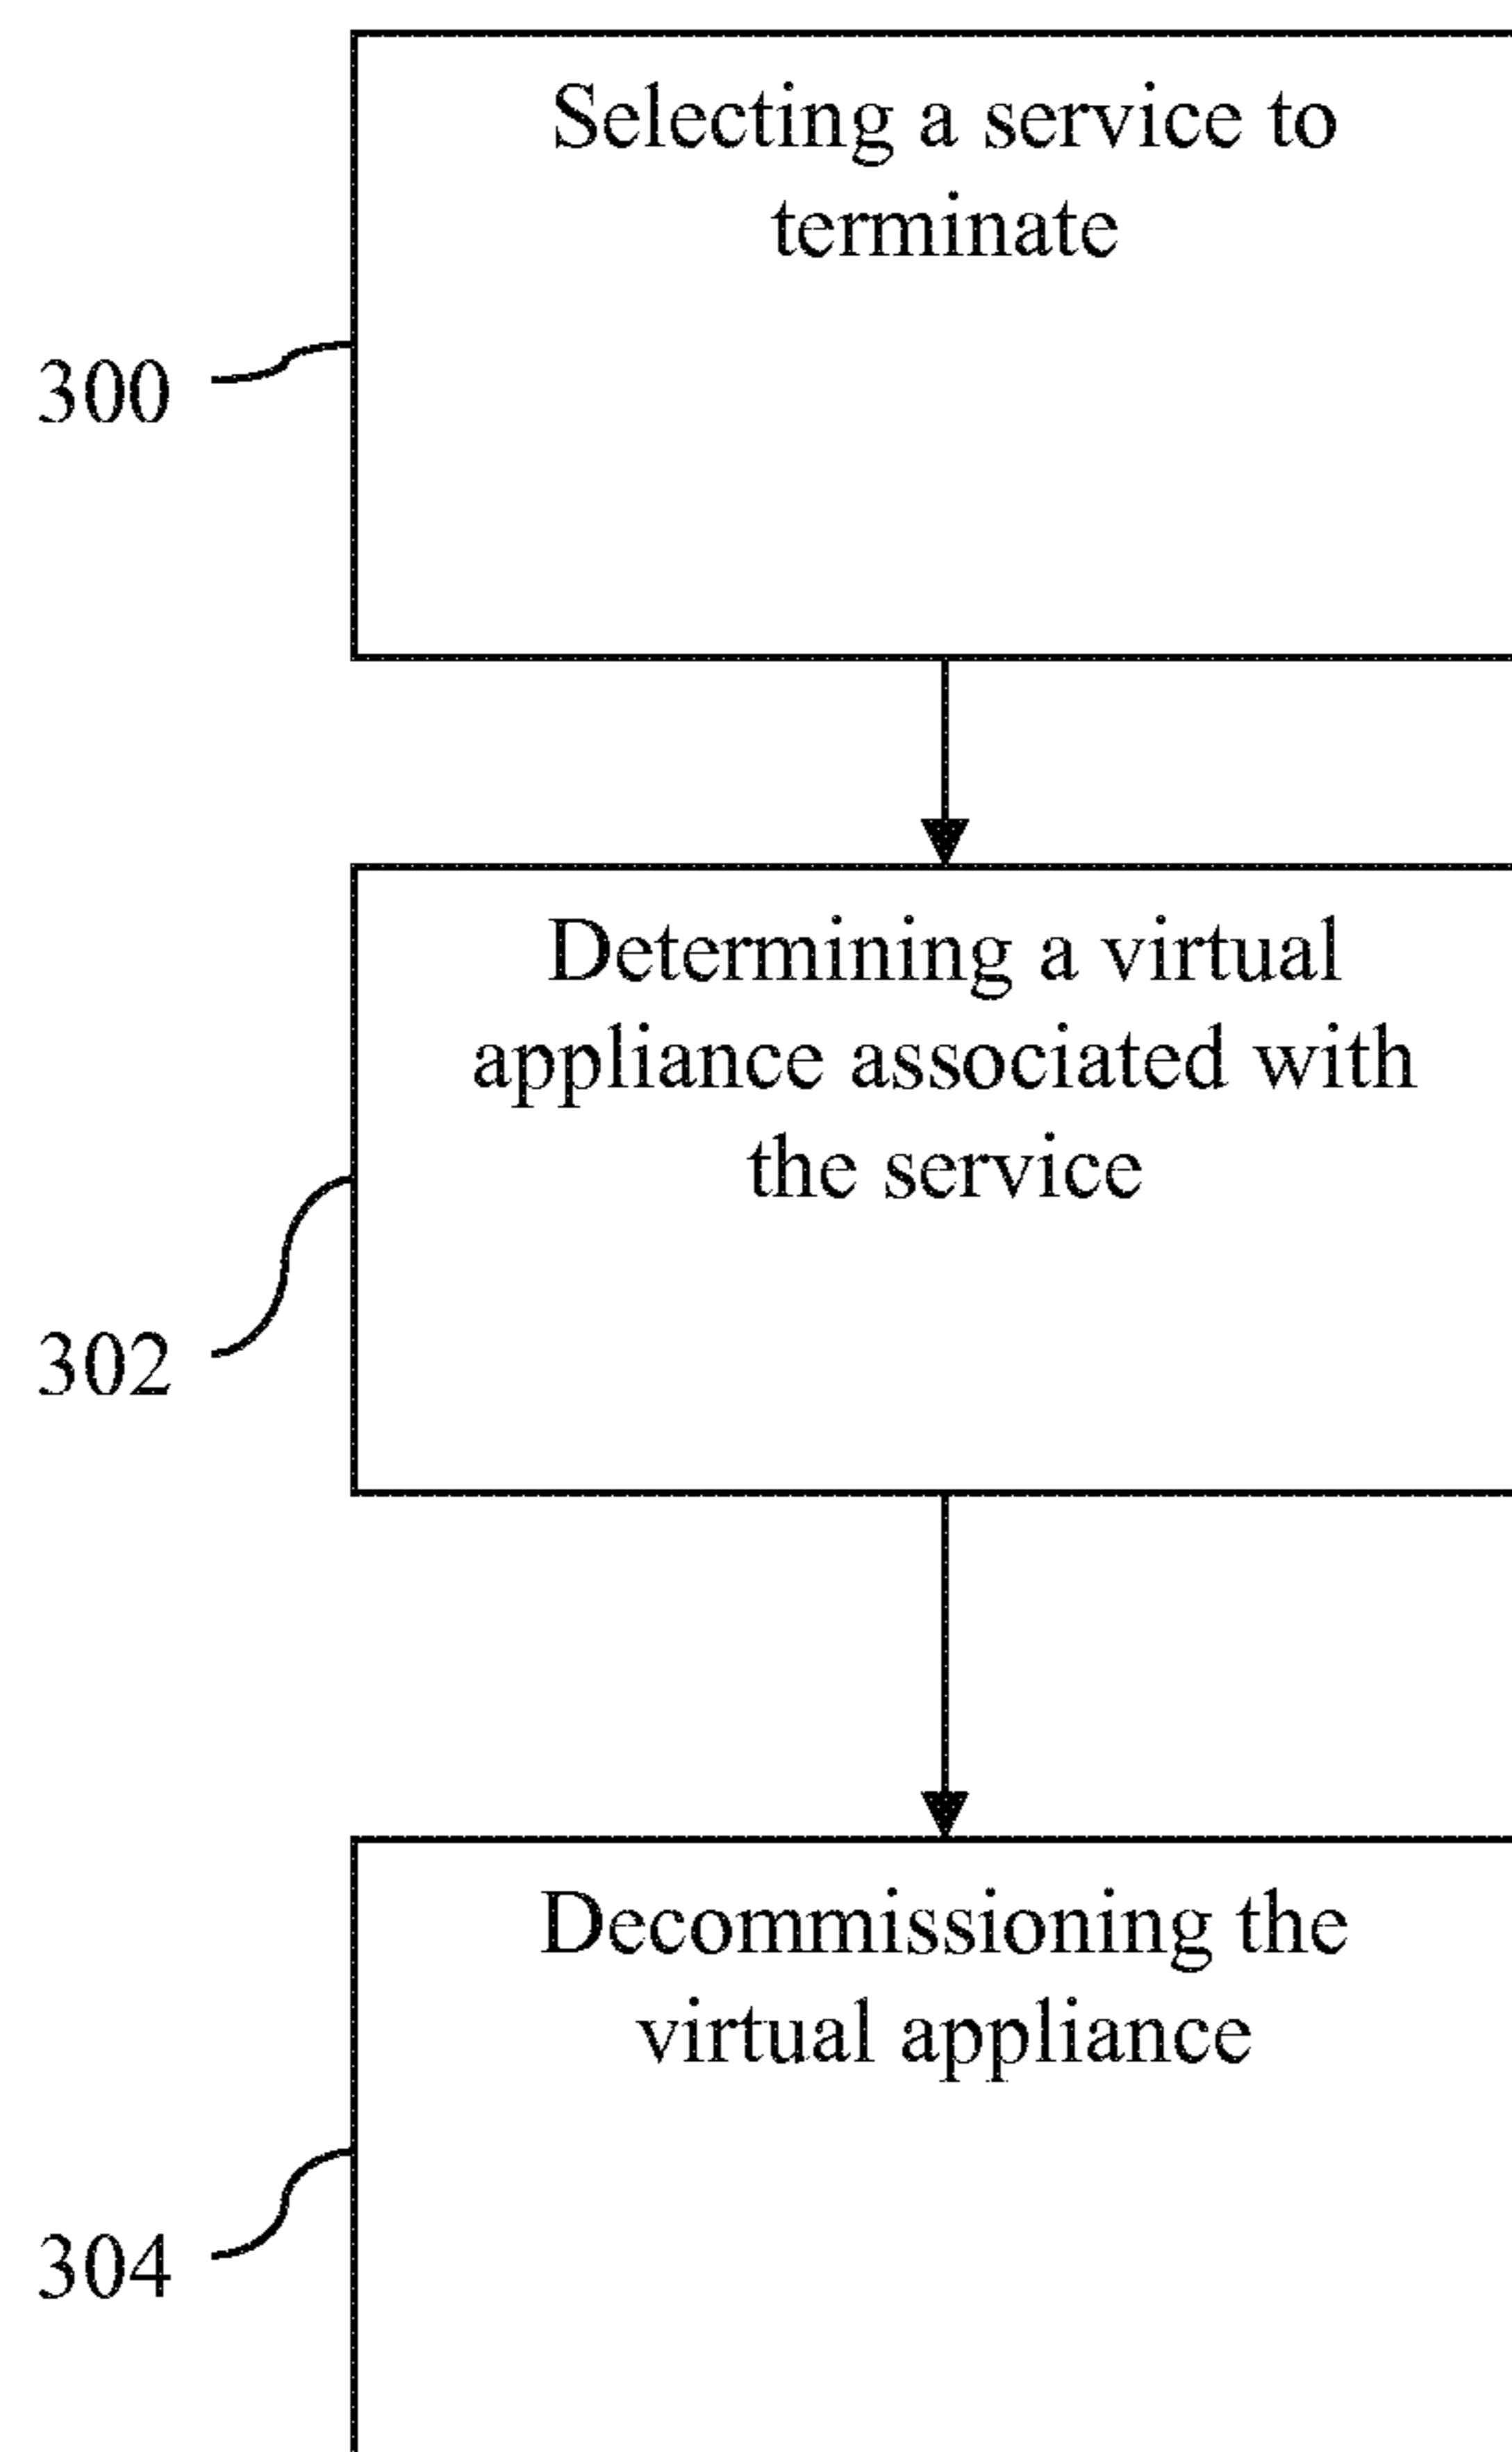 Selecting a service to
terminate
300
Determining a virtual
appliance associated with
the service
302
Decommissioning the
virtual appliance
304